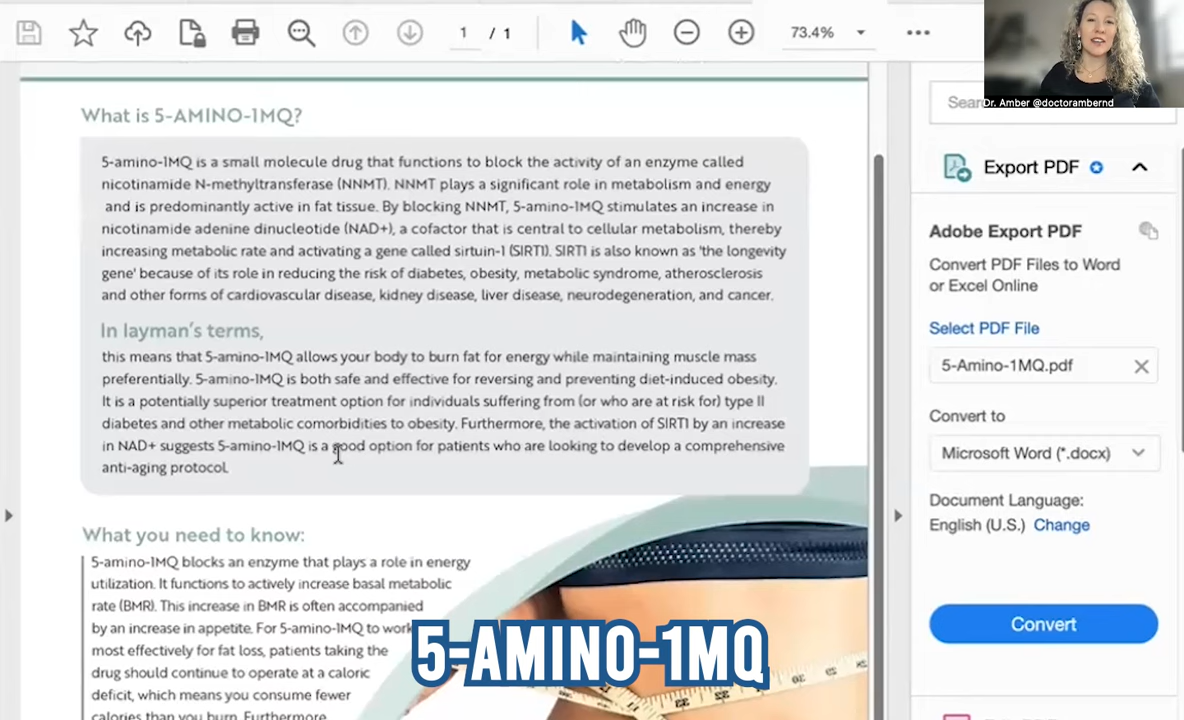 1 / 1
73.4%
Sear
Dr. Amber @doctorambernd
What is 5-AMINO-1MQ?
5-amino-1MQ is a small molecule drug that functions to block the activity of an enzyme called
nicotinamide N-methyltransferase (NNMT). NNMT plays a significant role in metabolism and energy
and is predominantly active in fat tissue. By blocking NNMT, 5-amino-1MQ stimulates an increase in
nicotinamide adenine dinucleotide (NAD+), a cofactor that is central to cellular metabolism, thereby
increasing metabolic rate and activating a gene called sirtuin-1 (SIRT1). SIRT1 is also known as 'the longevity
gene' because of its role in reducing the risk of diabetes, obesity, metabolic syndrome, atherosclerosis
and other forms of cardiovascular disease, kidney disease, liver disease, neurodegeneration, and cancer.
In layman's terms,
this means that 5-amino-1MQ allows your body to burn fat for energy while maintaining muscle mass
preferentially. 5-amino-1MQ is both safe and effective for reversing and preventing diet-induced obesity.
It is a potentially superior treatment option for individuals suffering from (or who are at risk for) type II
diabetes and other metabolic comorbidities to obesity. Furthermore, the activation of SIRT1 by an increase
in NAD+ suggests 5-amino-1MQ is a good option for patients who are looking to develop a comprehensive
anti-aging protocol.
What you need to know:
5-amino-1MQ blocks an enzyme that plays a role in energy
utilization. It functions to actively increase basal metabolic
rate (BMR). This increase in BMR is often accompanied
by an increase in appetite. For 5-amino-1MQ to work
most effectively for fat loss, patients taking the
drug should continue to operate at a caloric
deficit, which means you consume fewer
calories than you burn. Furthermore
5-AMINO-1MQ
Export PDF
Adobe Export PDF
Convert PDF Files to Word
or Excel Online
Select PDF File
5-Amino-1MQ.pdf
Convert to
Microsoft Word (*.docx)
Document Language:
English (U.S.) Change
Convert